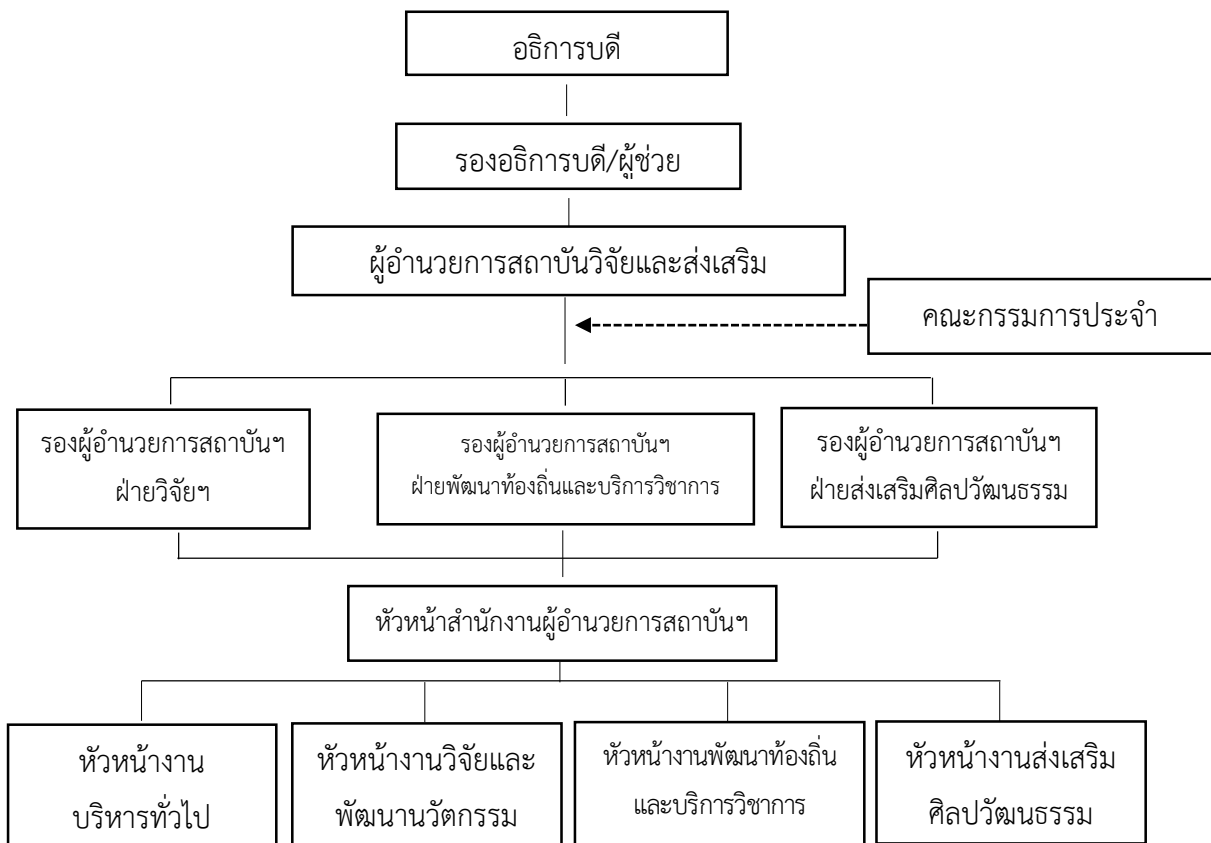 อธิการบดี
รองอธิการบดี/ผู้ช่วย
ผู้อำนวยการสถาบันวิจัยและส่งเสริม
คณะกรรมการประจำ
รองผู้อำนวยการสถาบันฯ
ฝ่ายวิจัยฯ
รองผู้อำนวยการสถาบันฯ
ฝ่ายพัฒนาท้องถิ่นและบริการวิชาการ
รองผู้อำนวยการสถาบันฯ
ฝ่ายส่งเสริมศิลปวัฒนธรรม
หัวหน้าสำนักงานผู้อำนวยการสถาบันฯ
หัวหน้างาน
บริหารทั่วไป
หัวหน้างานวิจัยและ
พัฒนานวัตกรรม
หัวหน้างานพัฒนาท้องถิ่น
และบริการวิชาการ
หัวหน้างานส่งเสริม
ศิลปวัฒนธรรม